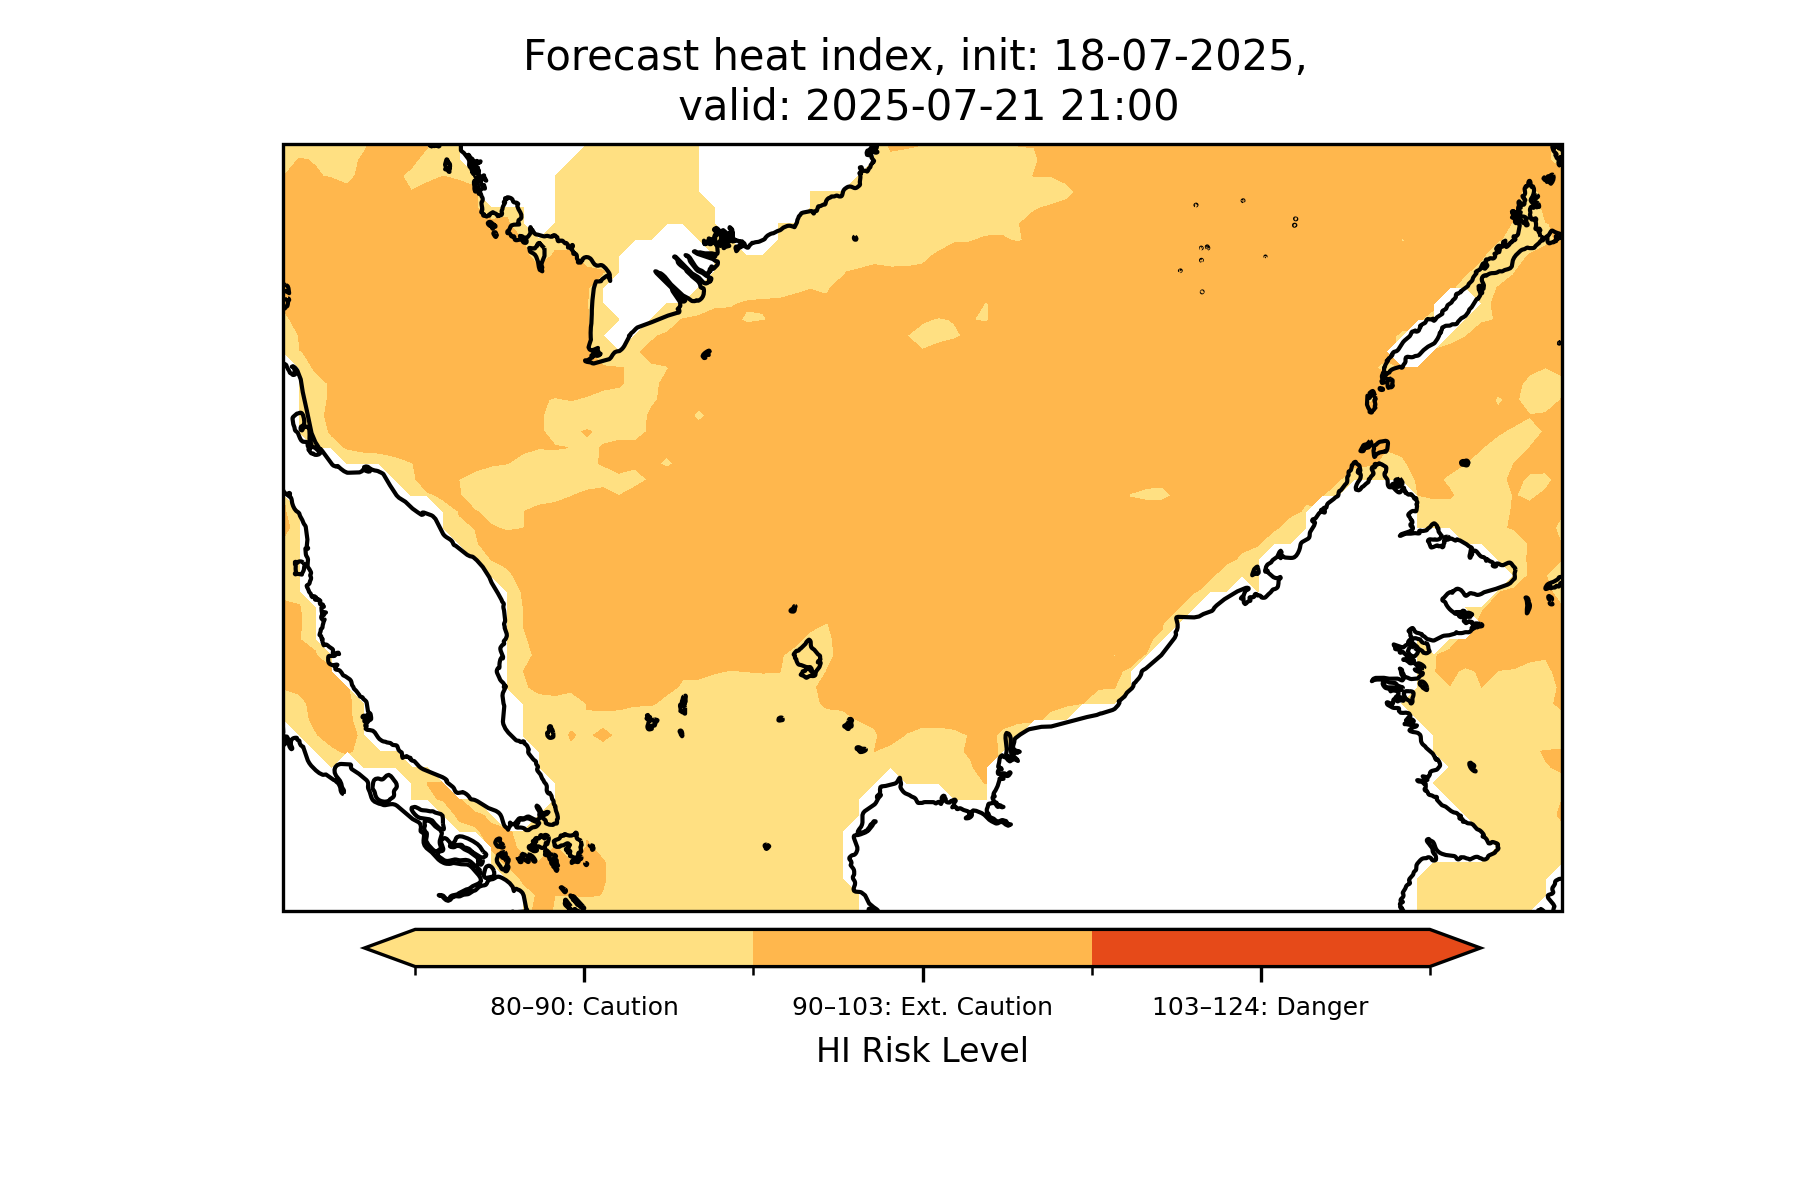 Forecast heat index, init: 18-07-2025,
valid: 2025-07-21 21:00
80–90: Caution
90–103: Ext. Caution
103–124: Danger
HI Risk Level